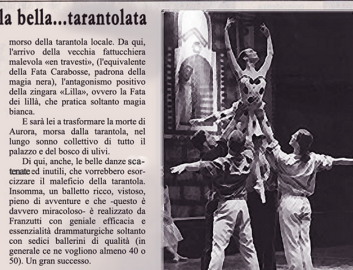 la bella...tarantolata
morso della tarantola locale. Da qui,
l'arrivo della vecchia fattucchiera
malevola «en travesti», (l'equivalente
della Fata Carabosse, padrona della
magia nera), l'antagonismo positivo
della zingara «Lilla», ovvero la Fata
dei lillà, che pratica soltanto magia
bianca.
E sarà lei a trasformare la morte di
Aurora, morsa dalla tarantola, nel
lungo sonno collettivo di tutto il
palazzo e del bosco di ulivi.
Di qui, anche, le belle danze sca-
tenate ed inutili, che vorrebbero esor-
cizzare il maleficio della tarantola.
Insomma, un balletto ricco, vistoso,
pieno di avventure e che -questo è
davvero miracoloso- è realizzato da
Franzutti con geniale efficacia e
essenzialità drammaturgiche soltanto
con sedici ballerini di qualità (in
generale ce ne vogliono almeno 40 o
50). Un gran successo.